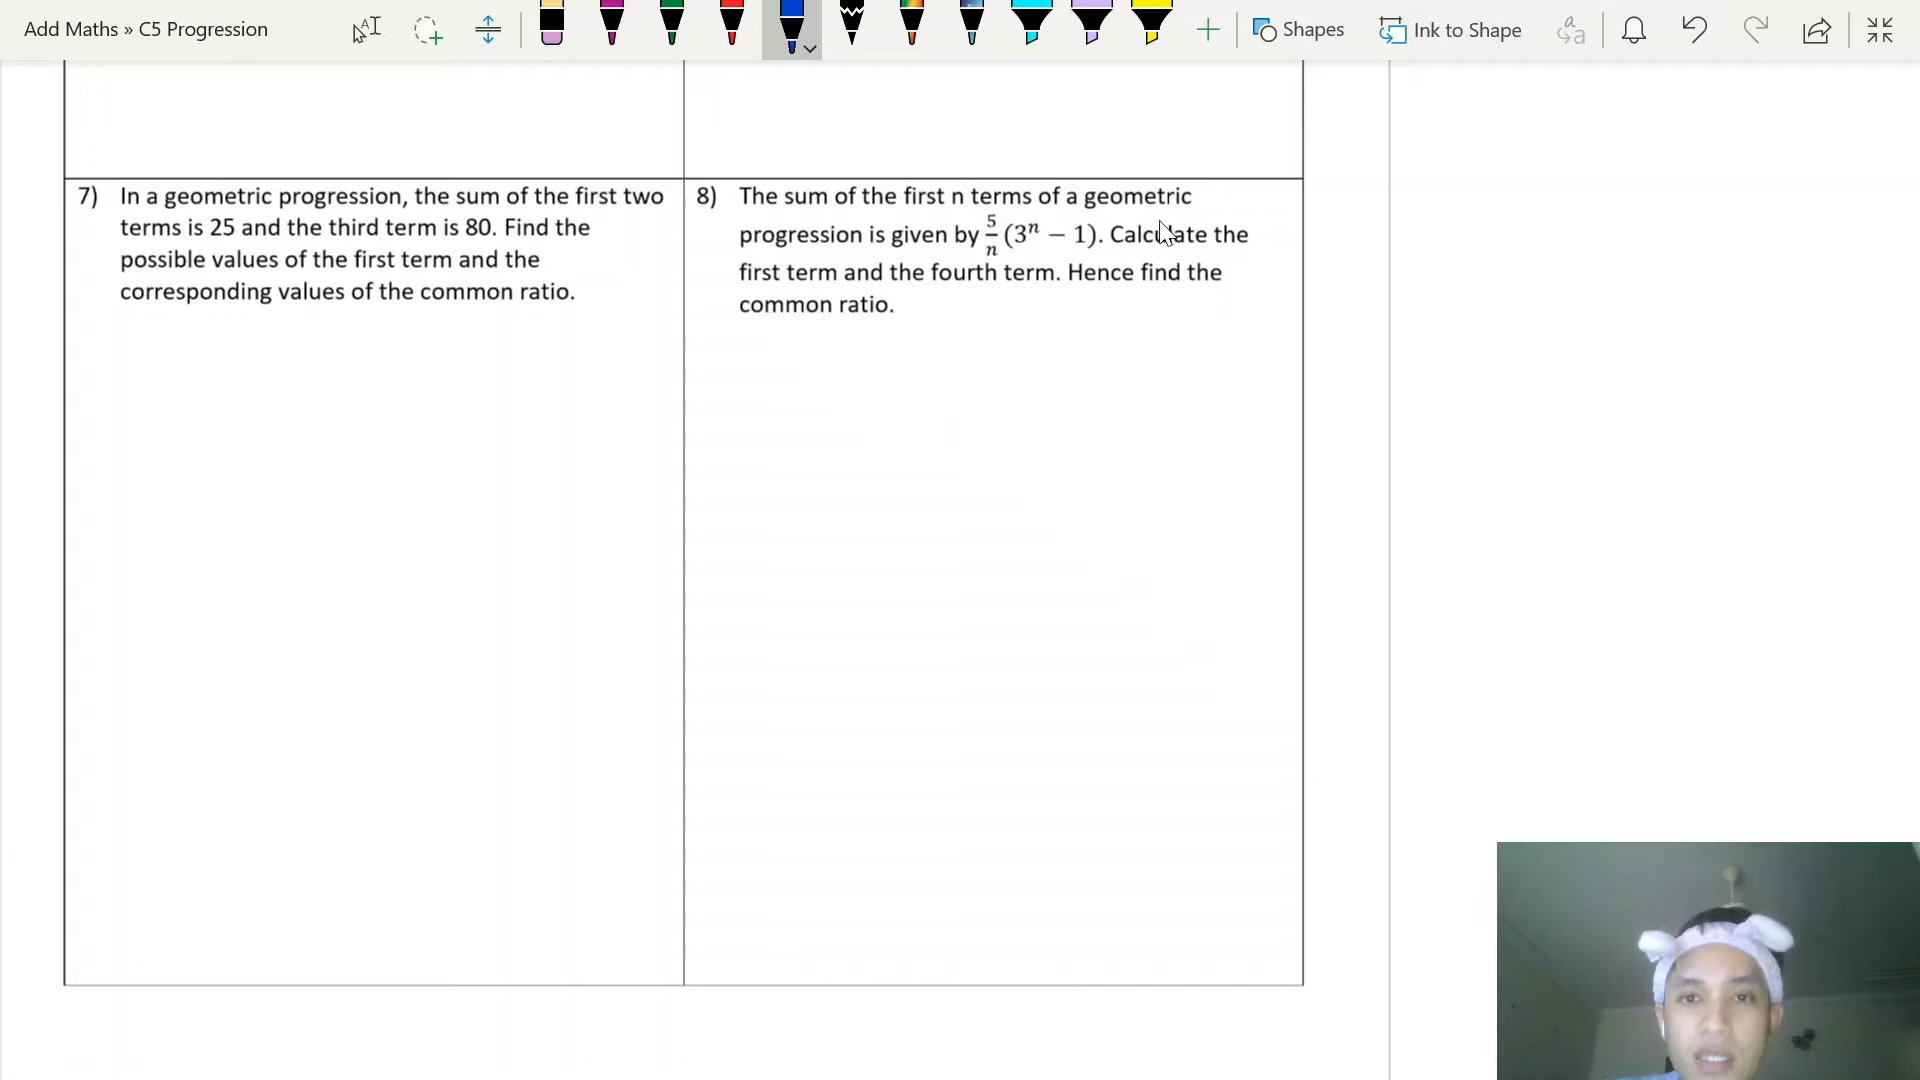 Add Maths » C5 Progression
Shapes
Ink to Shape
7) In a geometric progression, the sum of the first two
terms is 25 and the third term is 80. Find the
possible values of the first term and the
corresponding values of the common ratio.
8) The sum of the first n terms of a geometric
progression is given by 5/n (3ⁿ − 1). Calculate the
first term and the fourth term. Hence find the
common ratio.